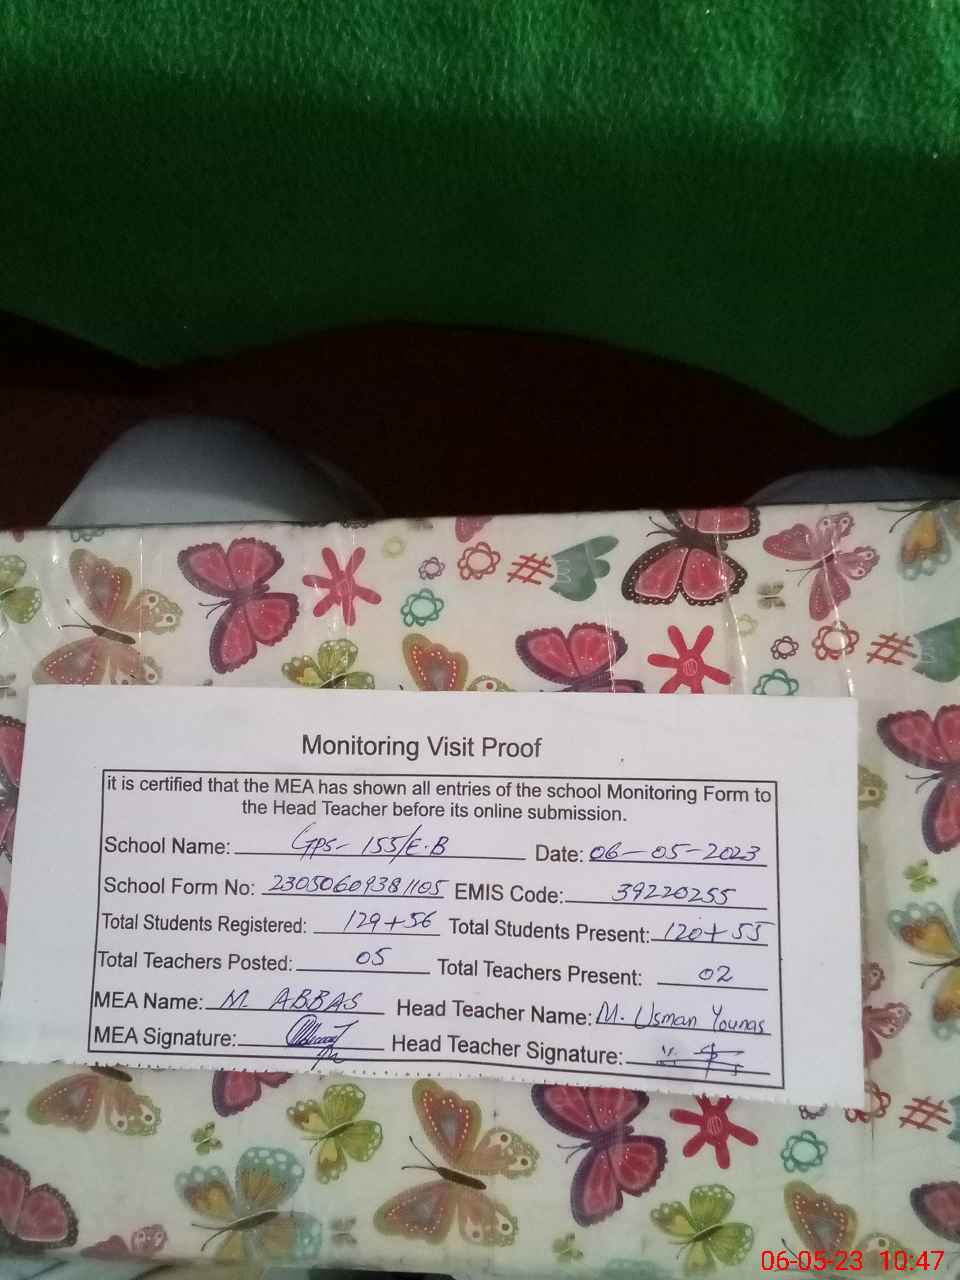 Monitoring Visit Proof
it is certified that the MEA has shown all entries of the school Monitoring Form to
the Head Teacher before its online submission.
School Name: GPS- 155/E.B Date: 06-05-2023
School Form No: 23050609381105 EMIS Code: 39220255
Total Students Registered: 129+56 Total Students Present: 120+55
Total Teachers Posted: 05 Total Teachers Present: 02
MEA Name: M. ABBAS Head Teacher Name: M. Usman Younas
MEA Signature: Head Teacher Signature:
06-05-23 10:47